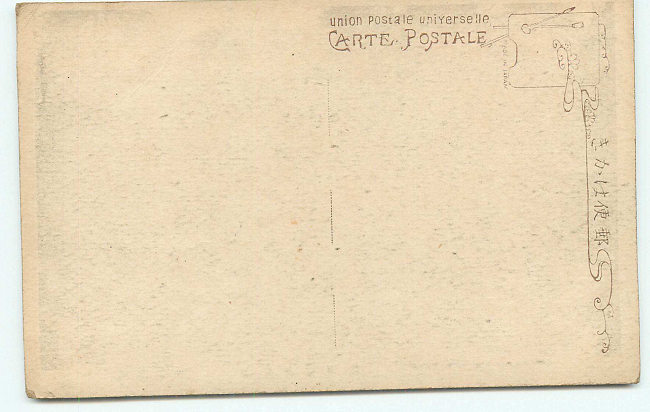 union postale universelle
CARTE POSTALE
郵便はかき